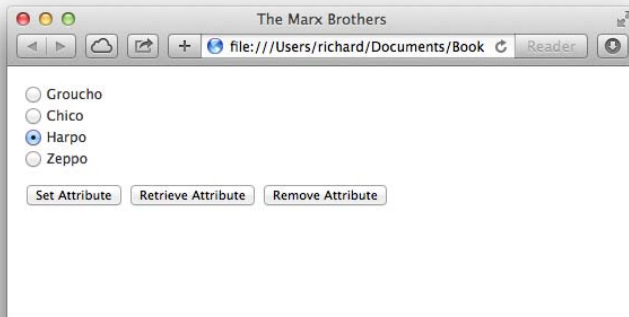 The Marx Brothers
file:///Users/richard/Documents/Book
Reader
Groucho
Chico
Harpo
Zeppo
Set Attribute Retrieve Attribute Remove Attribute